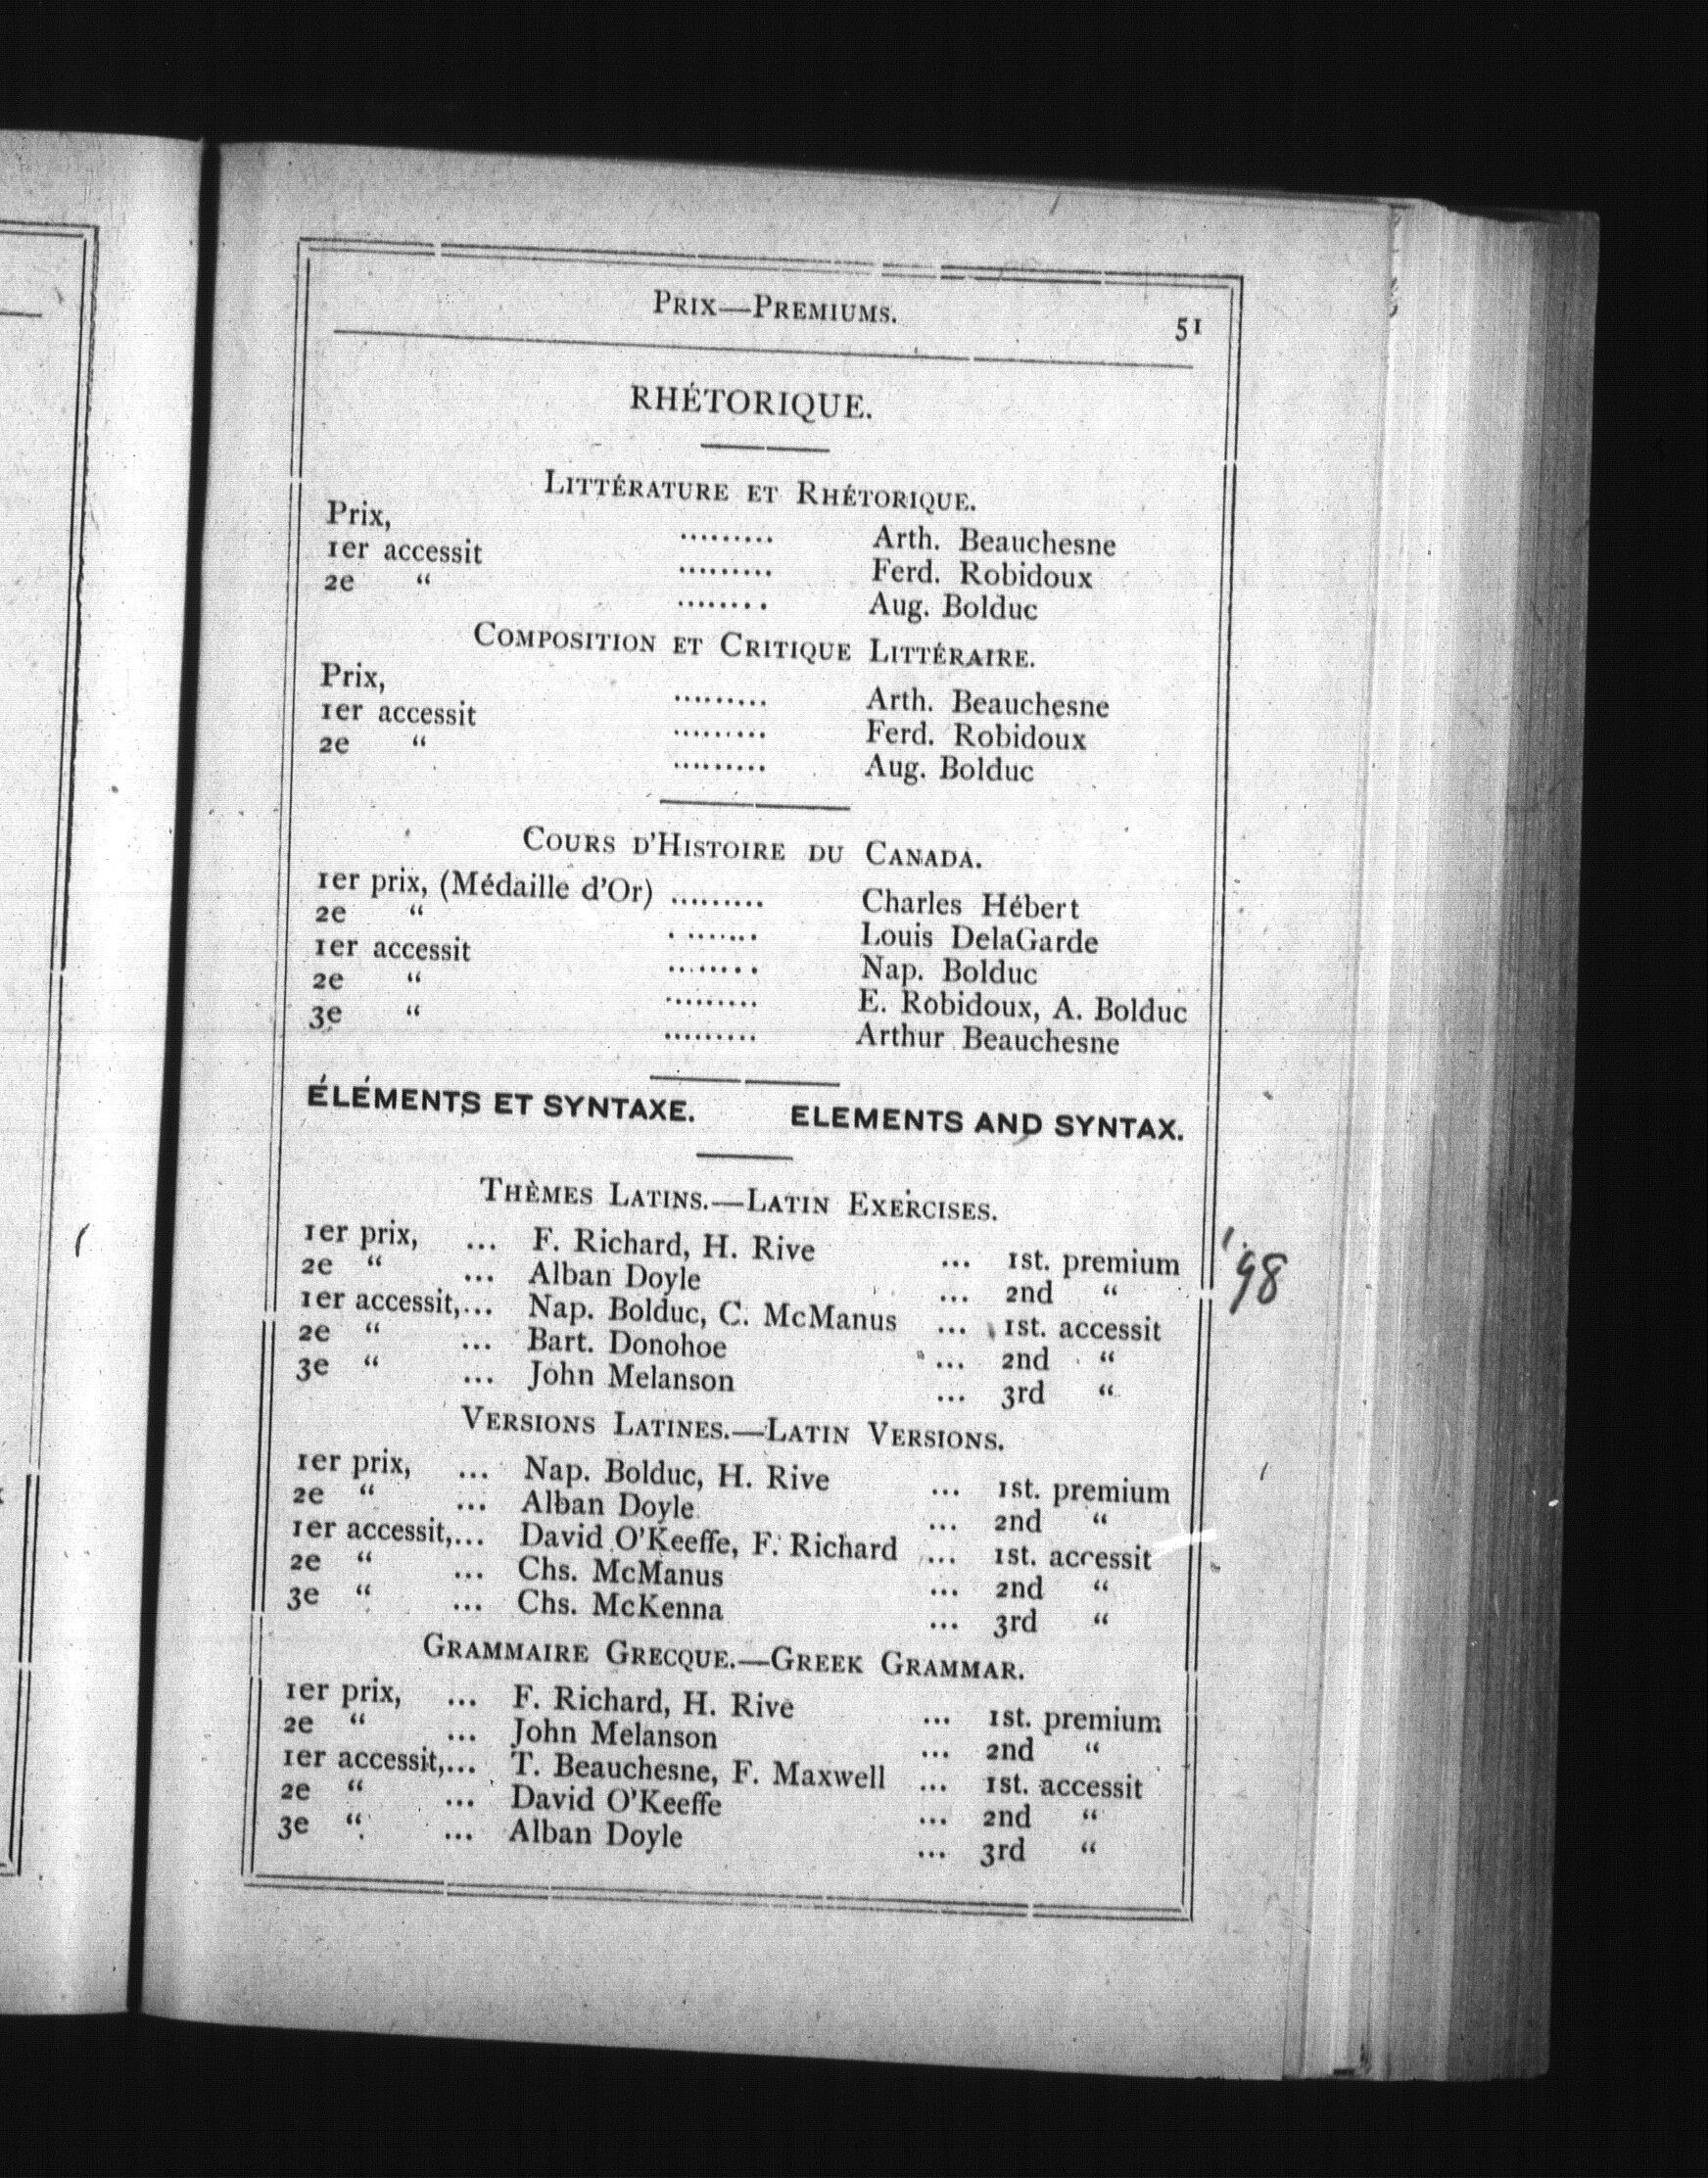 PRIX—PREMIUMS. 51
RHÉTORIQUE.
LITTÉRATURE ET RHÉTORIQUE.
Prix, ......... Arth. Beauchesne
1er accessit ......... Ferd. Robidoux
2e “ ........ Aug. Bolduc
COMPOSITION ET CRITIQUE LITTÉRAIRE.
Prix, ......... Arth. Beauchesne
1er accessit ......... Ferd. Robidoux
2e “ ......... Aug. Bolduc
COURS D'HISTOIRE DU CANADA.
1er prix, (Médaille d'Or) ......... Charles Hébert
2e “ . ....... Louis DelaGarde
1er accessit ........ Nap. Bolduc
2e “ ......... E. Robidoux, A. Bolduc
3e “ ......... Arthur Beauchesne
ÉLÉMENTS ET SYNTAXE. ELEMENTS AND SYNTAX.
THÈMES LATINS.—LATIN EXERCISES.
1er prix, ... F. Richard, H. Rive ... 1st. premium
2e “ ... Alban Doyle ... 2nd “
1er accessit,... Nap. Bolduc, C. McManus ... 1st. accessit
2e “ ... Bart. Donohoe ... 2nd “
3e “ ... John Melanson ... 3rd “
'98
VERSIONS LATINES.—LATIN VERSIONS.
1er prix, ... Nap. Bolduc, H. Rive ... 1st. premium
2e “ ... Alban Doyle ... 2nd “
1er accessit,... David O'Keeffe, F. Richard ... 1st. accessit
2e “ ... Chs. McManus ... 2nd “
3e “ ... Chs. McKenna ... 3rd “
GRAMMAIRE GRECQUE.—GREEK GRAMMAR.
1er prix, ... F. Richard, H. Rive ... 1st. premium
2e “ ... John Melanson ... 2nd “
1er accessit,... T. Beauchesne, F. Maxwell ... 1st. accessit
2e “ ... David O'Keeffe ... 2nd “
3e “ ... Alban Doyle ... 3rd “